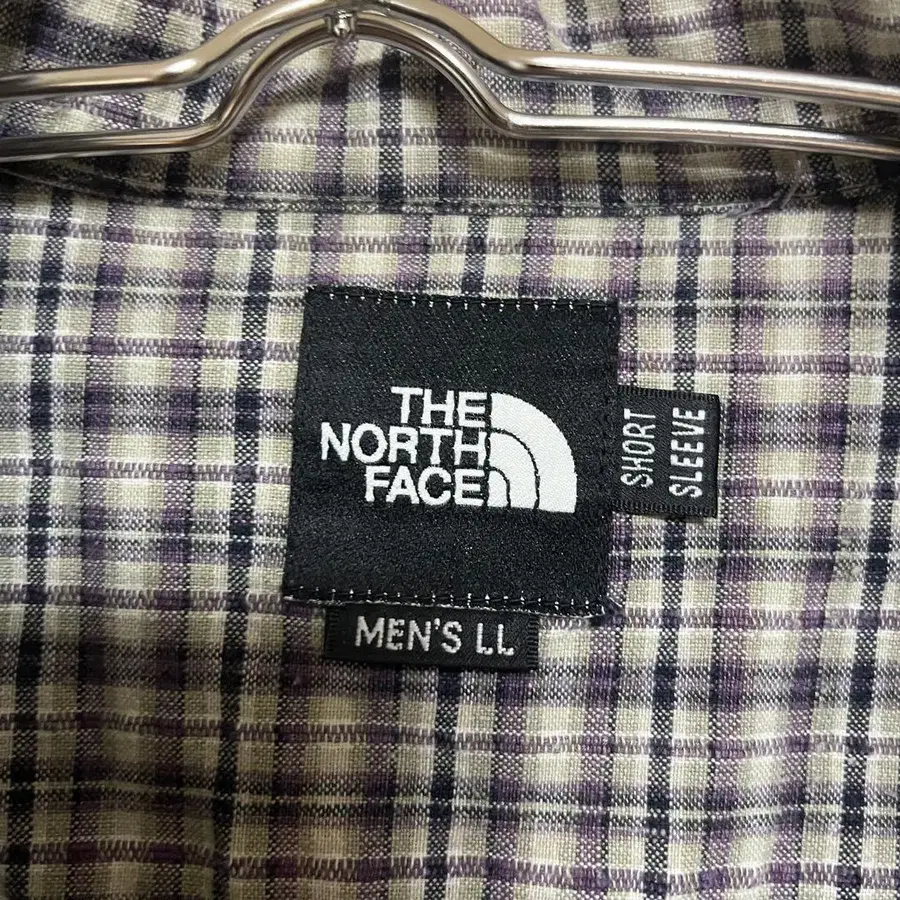 THE
NORTH
FACE
SHORT
SLEEVE
MEN'S LL